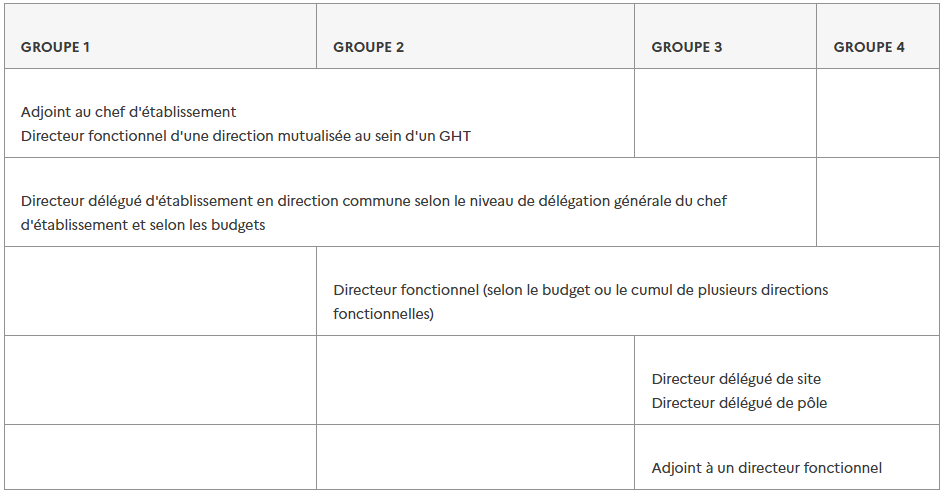 GROUPE 1
GROUPE 2
GROUPE 3
GROUPE 4
Adjoint au chef d'établissement
Directeur fonctionnel d'une direction mutualisée au sein d'un GHT
Directeur délégué d'établissement en direction commune selon le niveau de délégation générale du chef
d'établissement et selon les budgets
Directeur fonctionnel (selon le budget ou le cumul de plusieurs directions
fonctionnelles)
Directeur délégué de site
Directeur délégué de pôle
Adjoint à un directeur fonctionnel